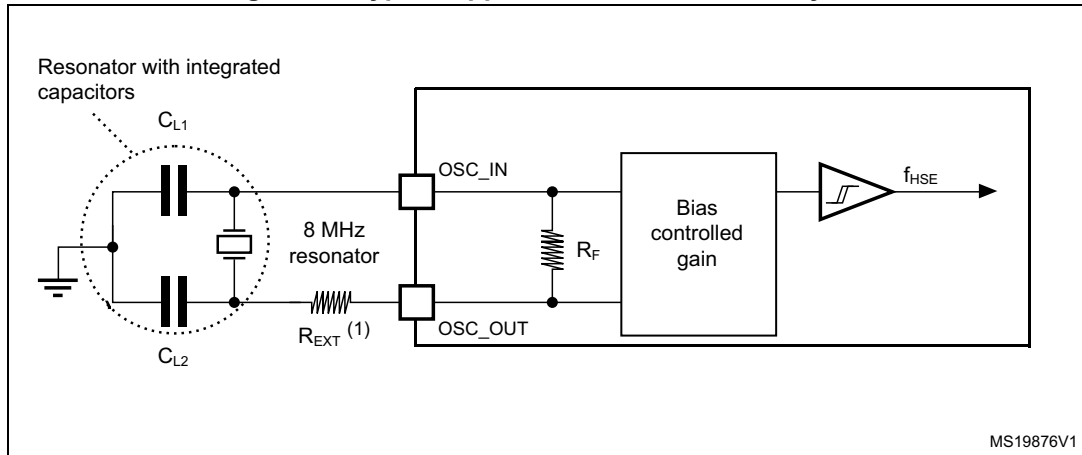 Resonator with integrated
capacitors
CL1
OSC_IN
fHSE
8 MHz
resonator
RF
Bias
controlled
gain
REXT (1)
OSC_OUT
CL2
MS19876V1